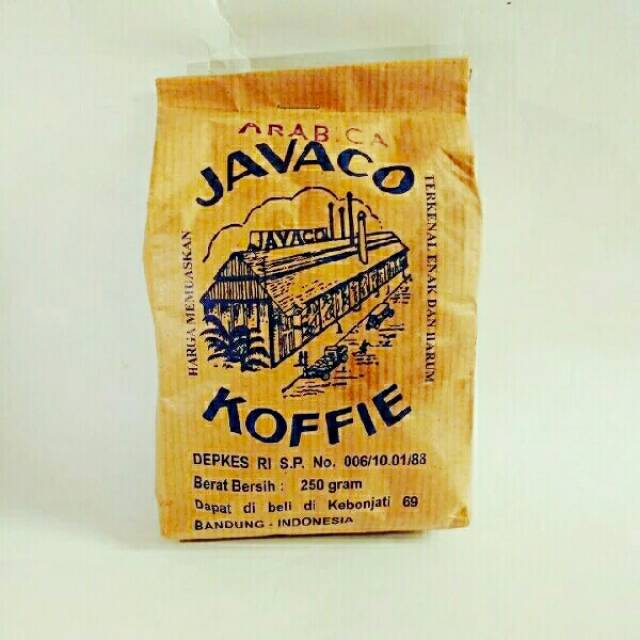 ARABICA
JAVACO
JAVACO
HARGA MEMUASKAN
TERKENAL ENAK DAN HARUM
KOFFIE
DEPKES RI S.P. No. 006/10.01/88
Berat Bersih : 250 gram
Dapat di beli di Kebonjati 69
BANDUNG - INDONESIA